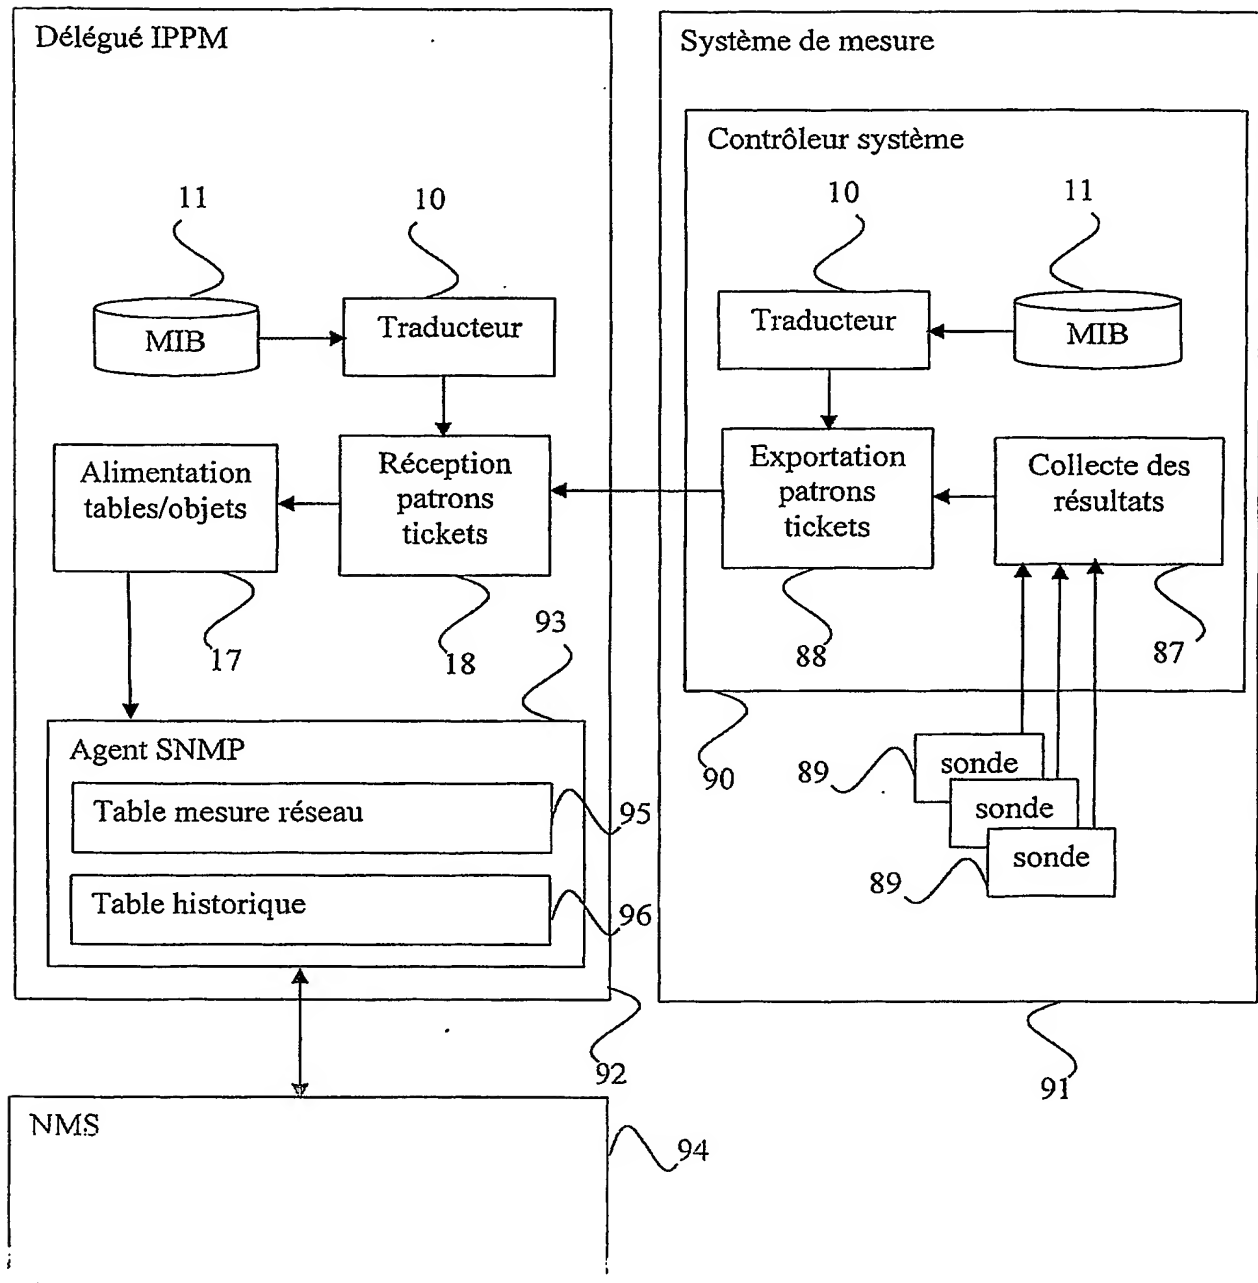 Délégué IPPM
Système de mesure
Contrôleur système
11
10
10
11
MIB
Traducteur
Traducteur
MIB
Alimentation
tables/objets
Réception
patrons
tickets
Exportation
patrons
tickets
Collecte des
résultats
17
18
93
88
87
Agent SNMP
Table mesure réseau
95
Table historique
96
90
89
sonde
sonde
sonde
89
92
91
NMS
94